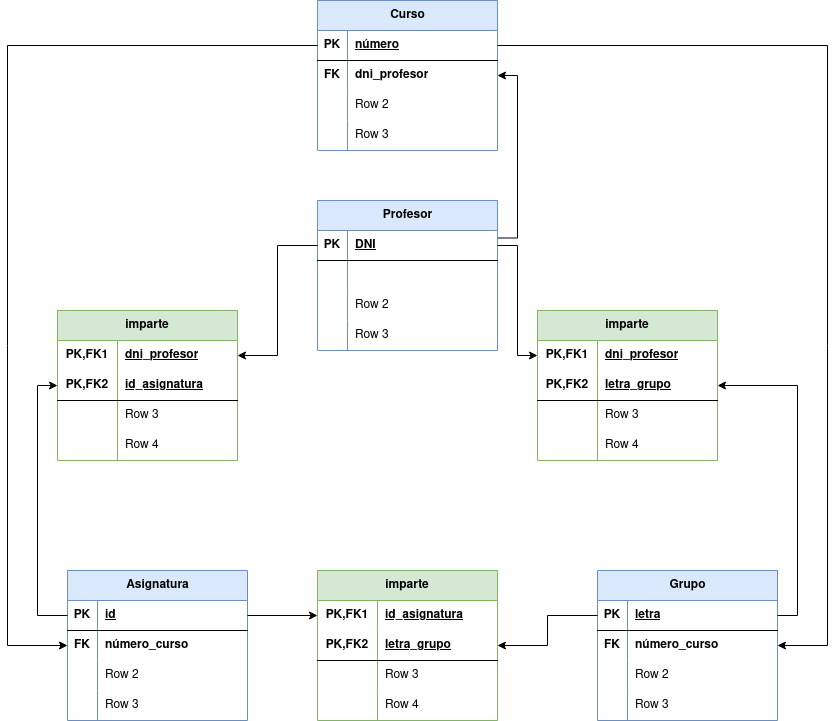 Curso
PK número
FK dni_profesor
Row 2
Row 3
Profesor
PK DNI
Row 2
Row 3
imparte
PK,FK1 dni_profesor
PK,FK2 id_asignatura
Row 3
Row 4
imparte
PK,FK1 dni_profesor
PK,FK2 letra_grupo
Row 3
Row 4
Asignatura
PK id
FK número_curso
Row 2
Row 3
imparte
PK,FK1 id_asignatura
PK,FK2 letra_grupo
Row 3
Row 4
Grupo
PK letra
FK número_curso
Row 2
Row 3